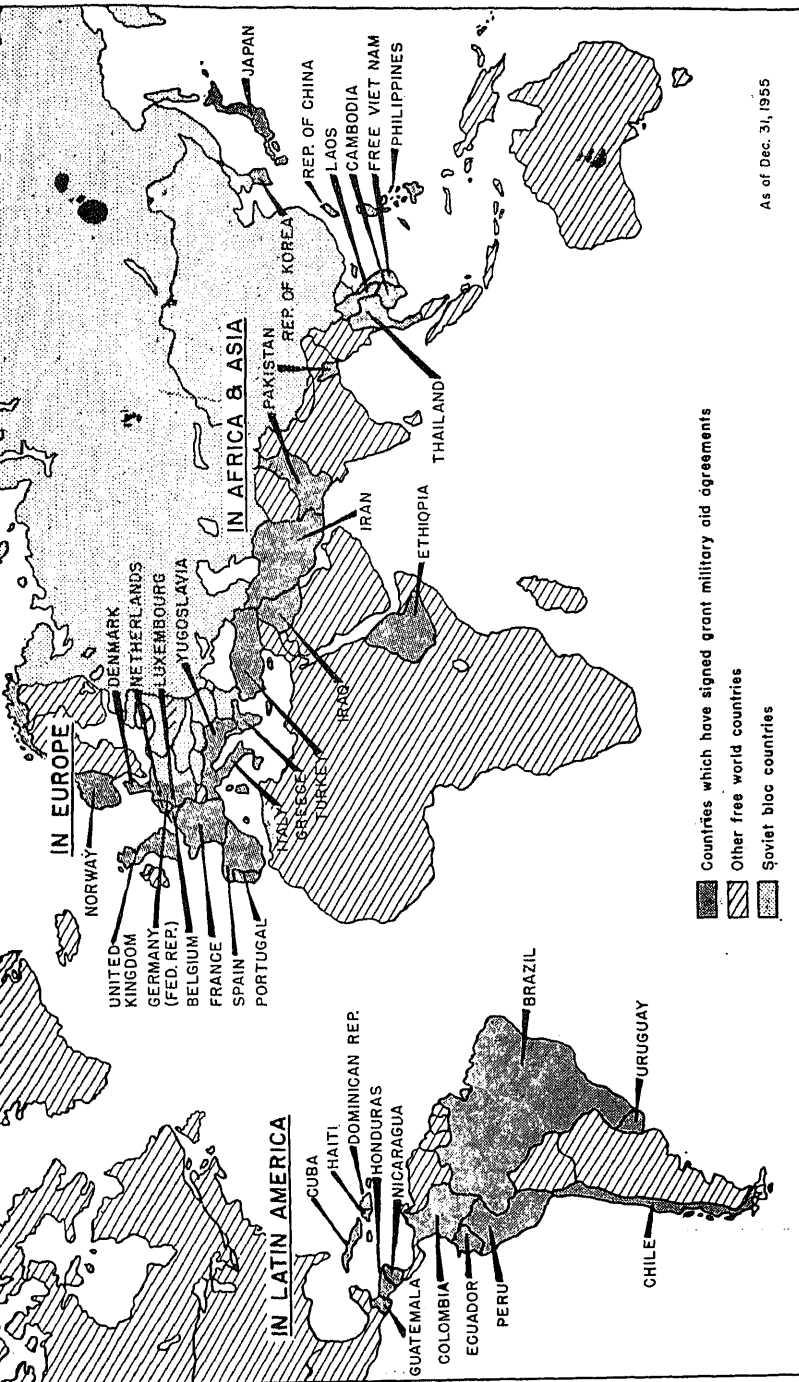 IN EUROPE
NORWAY
DENMARK
NETHERLANDS
LUXEMBOURG
YUGOSLAVIA
UNITED
KINGDOM
GERMANY
(FED. REP.)
BELGIUM
FRANCE
SPAIN
PORTUGAL
ITALY
GREECE
TURKEY
IN AFRICA & ASIA
JAPAN
REP. OF CHINA
LAOS
CAMBODIA
FREE VIET NAM
PHILIPPINES
REP. OF KOREA
PAKISTAN
THAILAND
IRAN
IRAQ
ETHIOPIA
IN LATIN AMERICA
CUBA
HAITI
DOMINICAN REP.
HONDURAS
NICARAGUA
GUATEMALA
COLOMBIA
ECUADOR
PERU
CHILE
BRAZIL
URUGUAY
Countries which have signed grant military aid agreements
Other free world countries
Soviet bloc countries
As of Dec. 31, 1955